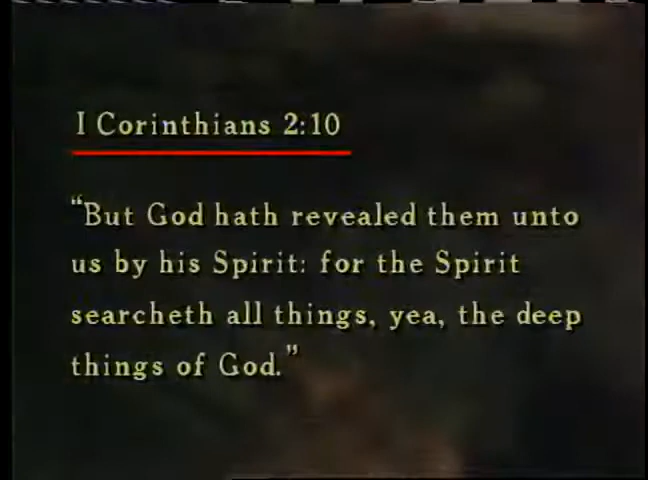 I Corinthians 2:10
“But God hath revealed them unto
us by his Spirit: for the Spirit
searcheth all things, yea, the deep
things of God.”